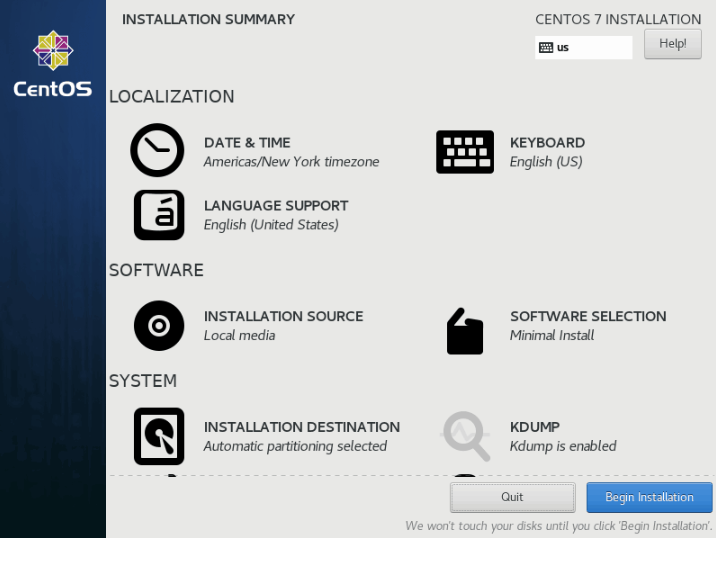 INSTALLATION SUMMARY
CENTOS 7 INSTALLATION
us
Help!
CentOS
LOCALIZATION
DATE & TIME
Americas/New York timezone
KEYBOARD
English (US)
á
LANGUAGE SUPPORT
English (United States)
SOFTWARE
INSTALLATION SOURCE
Local media
SOFTWARE SELECTION
Minimal Install
SYSTEM
INSTALLATION DESTINATION
Automatic partitioning selected
KDUMP
Kdump is enabled
Quit
Begin Installation
We won't touch your disks until you click 'Begin Installation'.